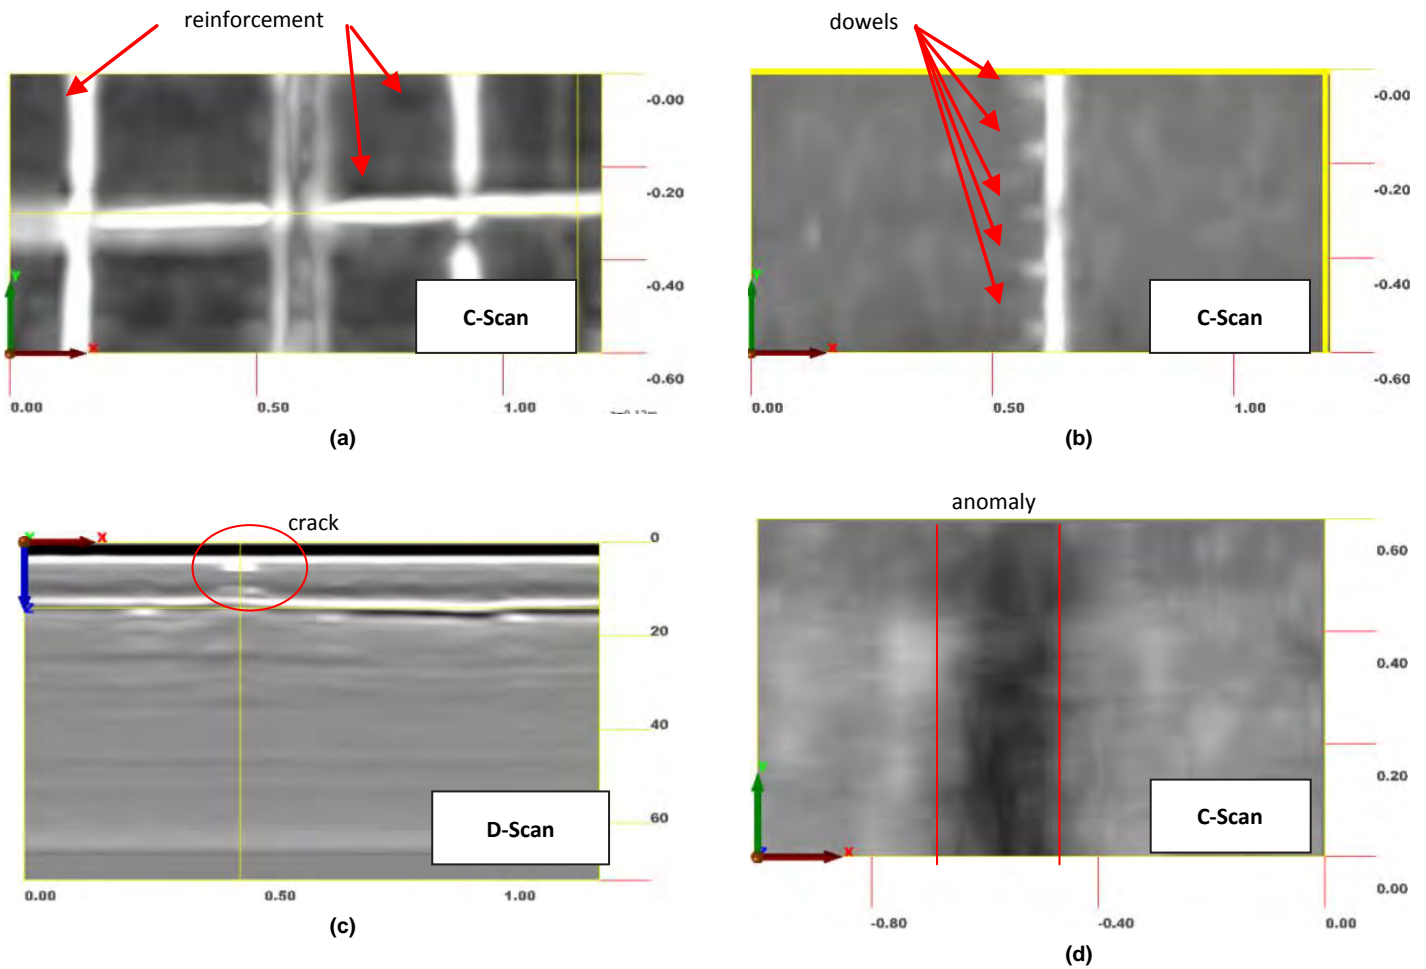 reinforcement
dowels
-0.00
-0.20
-0.40
-0.60
Y
X
C-Scan
0.00
0.50
1.00
(a)
-0.00
-0.20
-0.40
-0.60
Y
X
C-Scan
0.00
0.50
1.00
(b)
crack
Y
X
Z
0
20
40
60
D-Scan
0.00
0.50
1.00
(c)
anomaly
0.60
0.40
0.20
0.00
Y
Z
X
C-Scan
-0.80
-0.40
0.00
(d)